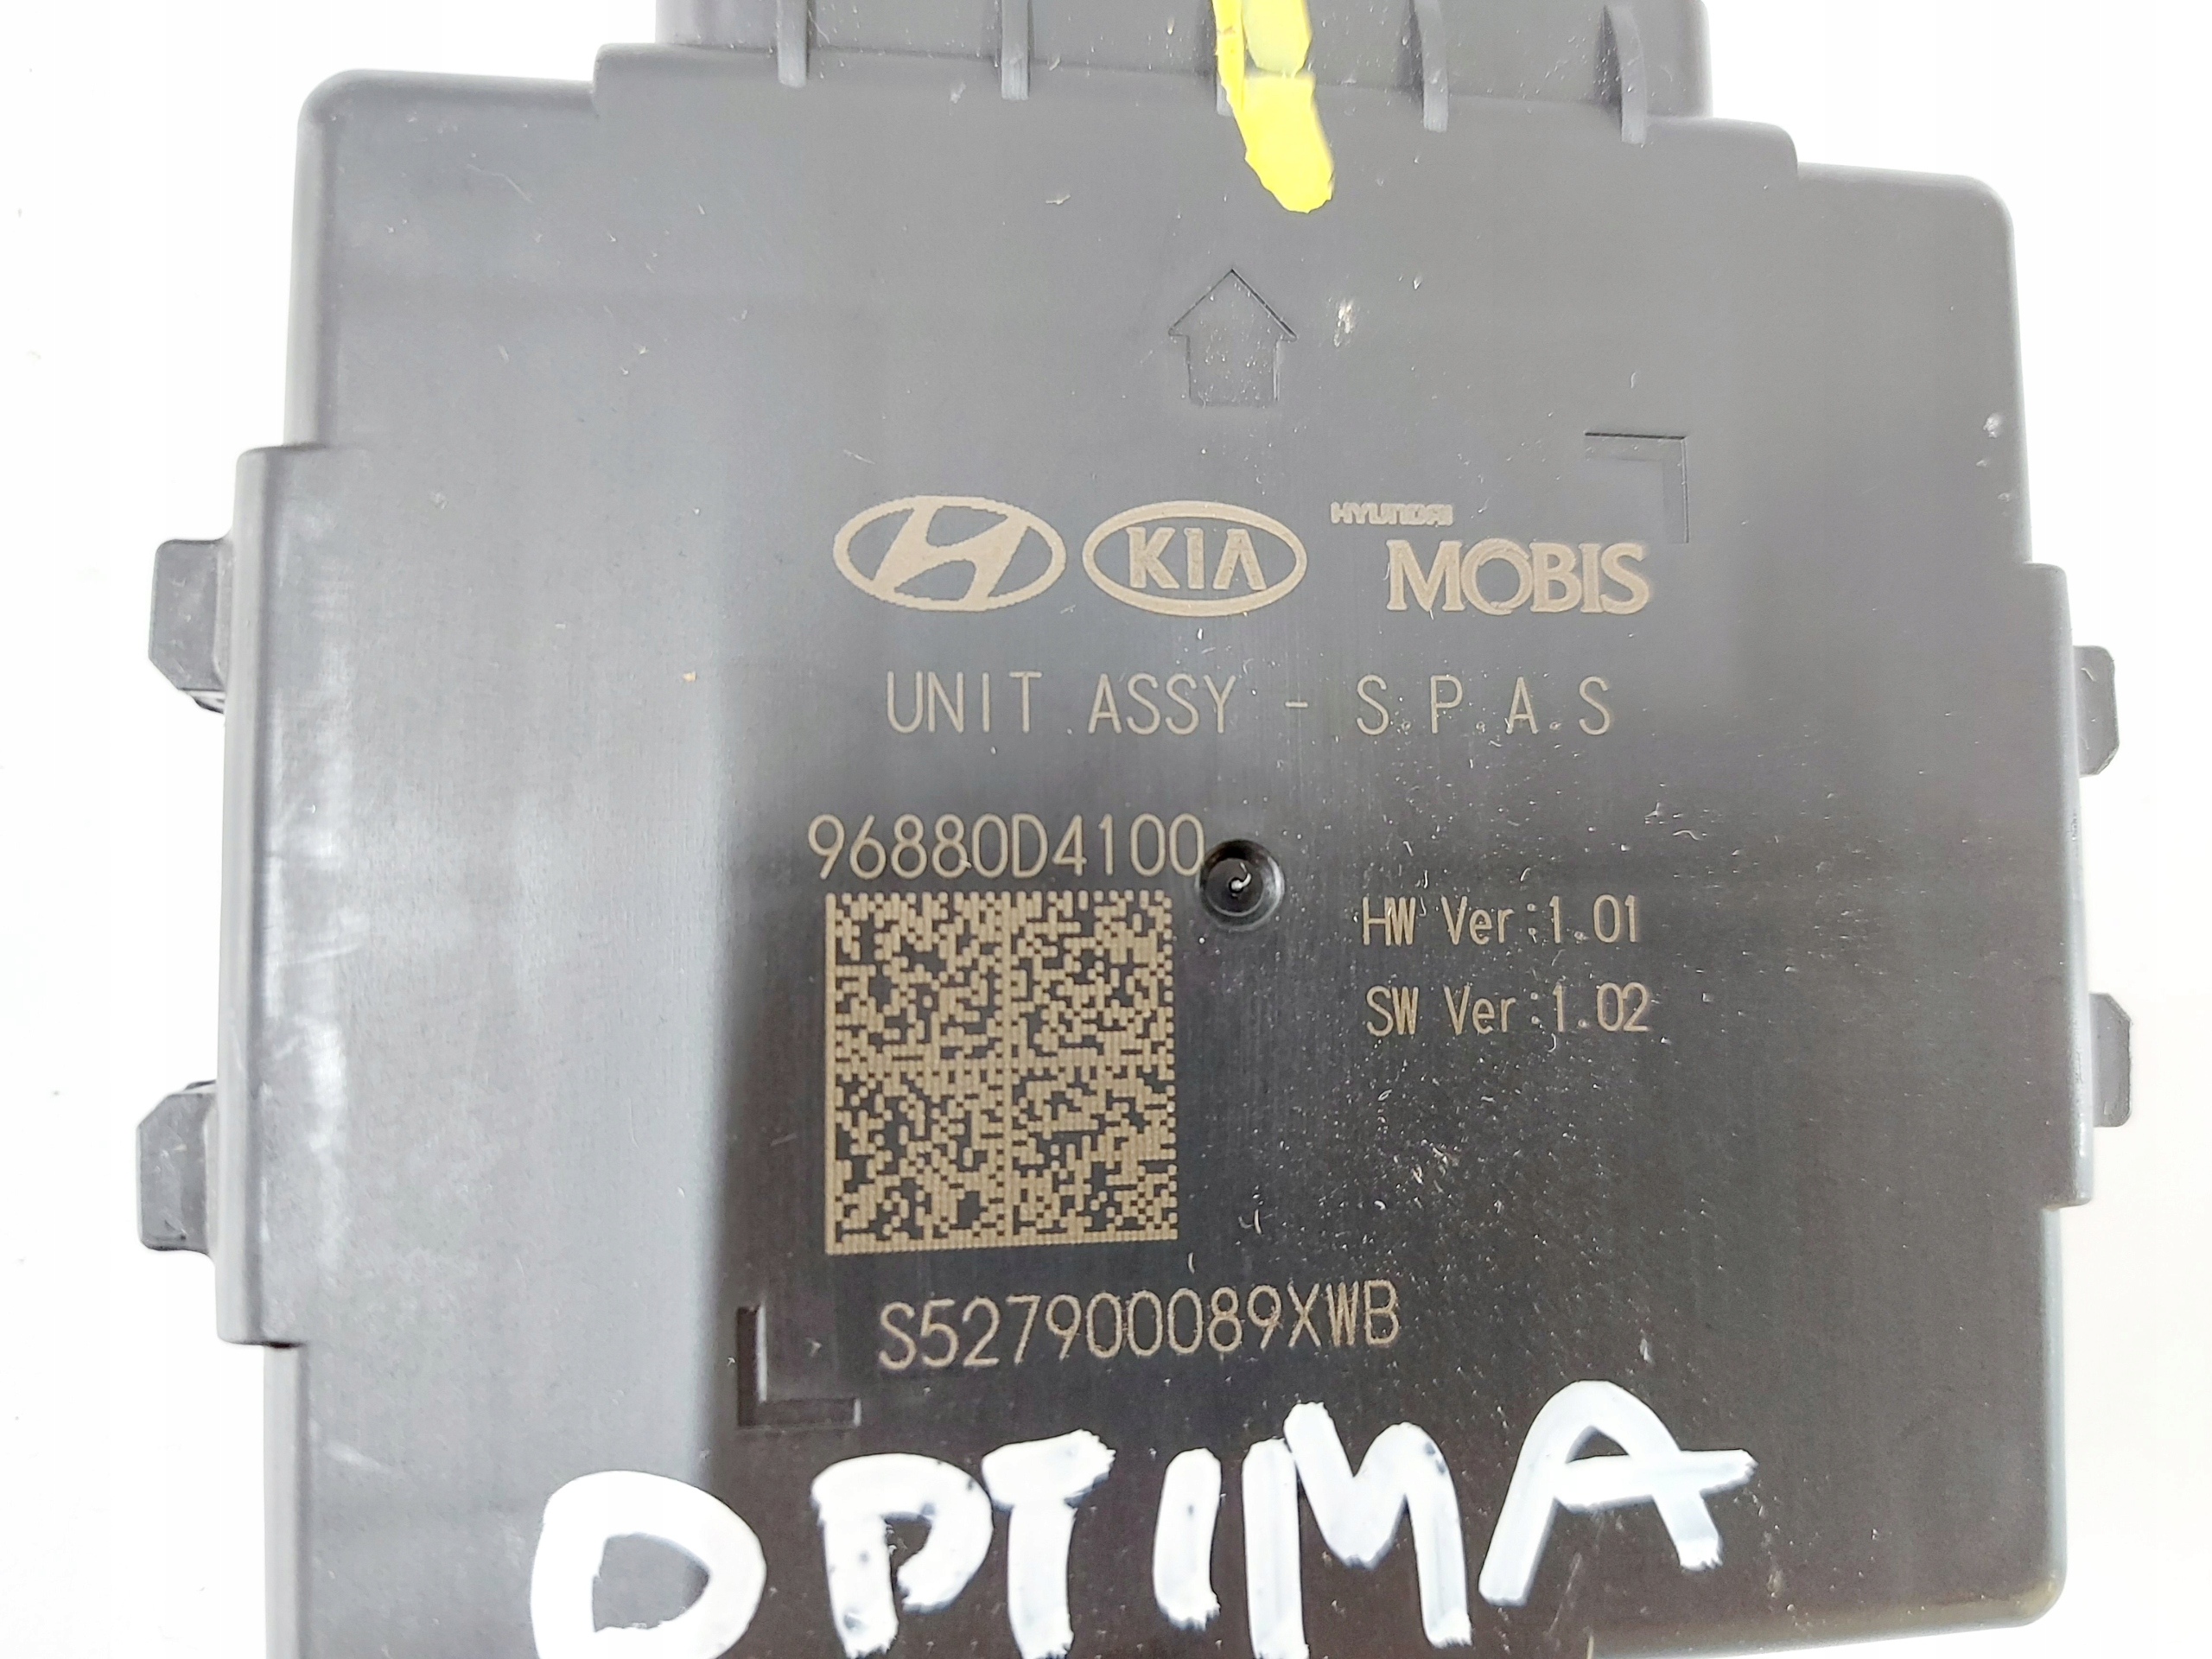 KIA
HYUNDAI
MOBIS
UNIT ASSY - S.P.A.S
96880D4100
HW Ver:1.01
SW Ver:1.02
S527900089XWB
OPTIMA